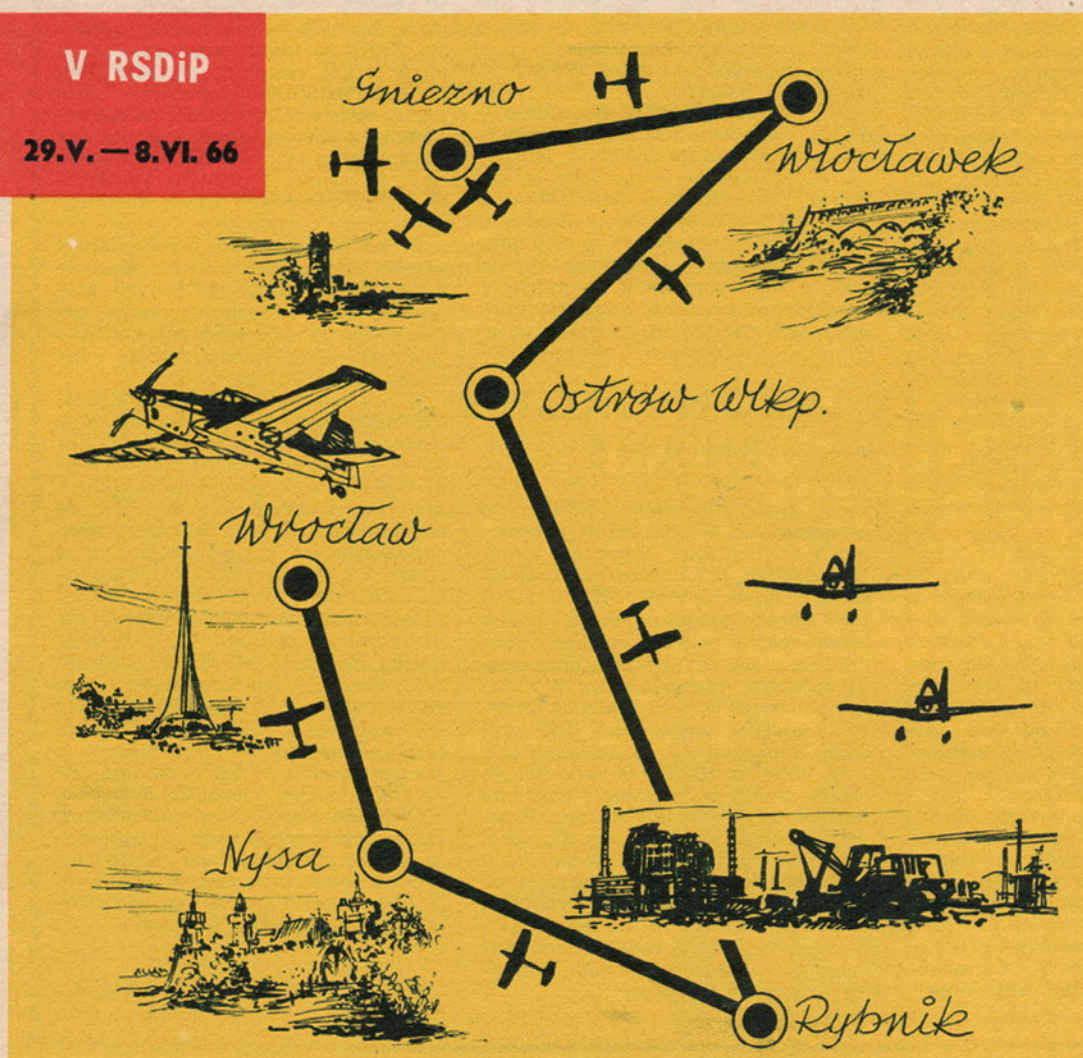 V RSDiP
29.V.—8.VI. 66
Gniezno
Włocławek
Ostrów Wlkp.
Wrocław
Nysa
Rybnik